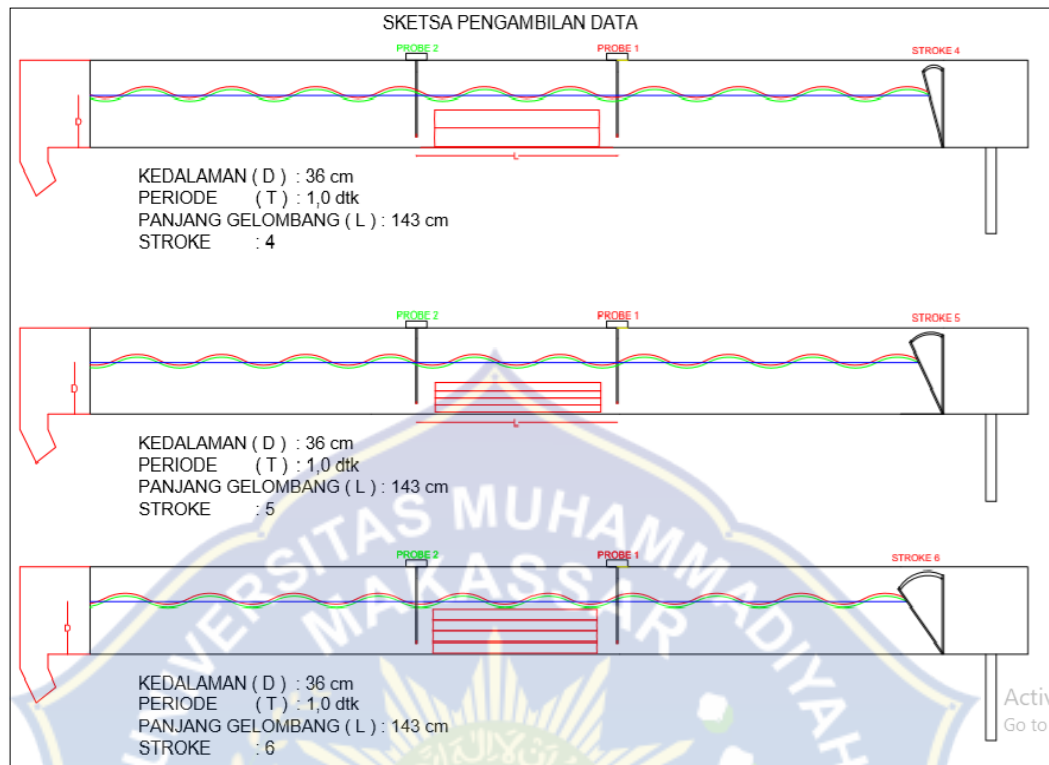 SKETSA PENGAMBILAN DATA
PROBE 2
PROBE 1
STROKE 4
D
L
KEDALAMAN ( D ) : 36 cm
PERIODE ( T ) : 1,0 dtk
PANJANG GELOMBANG ( L ) : 143 cm
STROKE : 4
PROBE 2
PROBE 1
STROKE 5
D
L
KEDALAMAN ( D ) : 36 cm
PERIODE ( T ) : 1,0 dtk
PANJANG GELOMBANG ( L ) : 143 cm
STROKE : 5
PROBE 2
PROBE 1
STROKE 6
D
KEDALAMAN ( D ) : 36 cm
PERIODE ( T ) : 1,0 dtk
PANJANG GELOMBANG ( L ) : 143 cm
STROKE : 6
UNIVERSITAS MUHAMMADIYAH
MAKASSAR
Activ
Go to